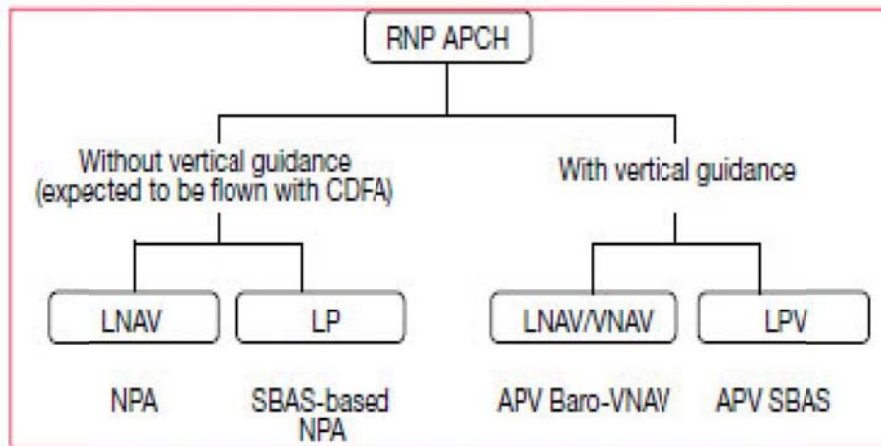 RNP APCH
Without vertical guidance
(expected to be flown with CDFA)
With vertical guidance
LNAV
LP
LNAV/VNAV
LPV
NPA
SBAS-based
NPA
APV Baro-VNAV
APV SBAS